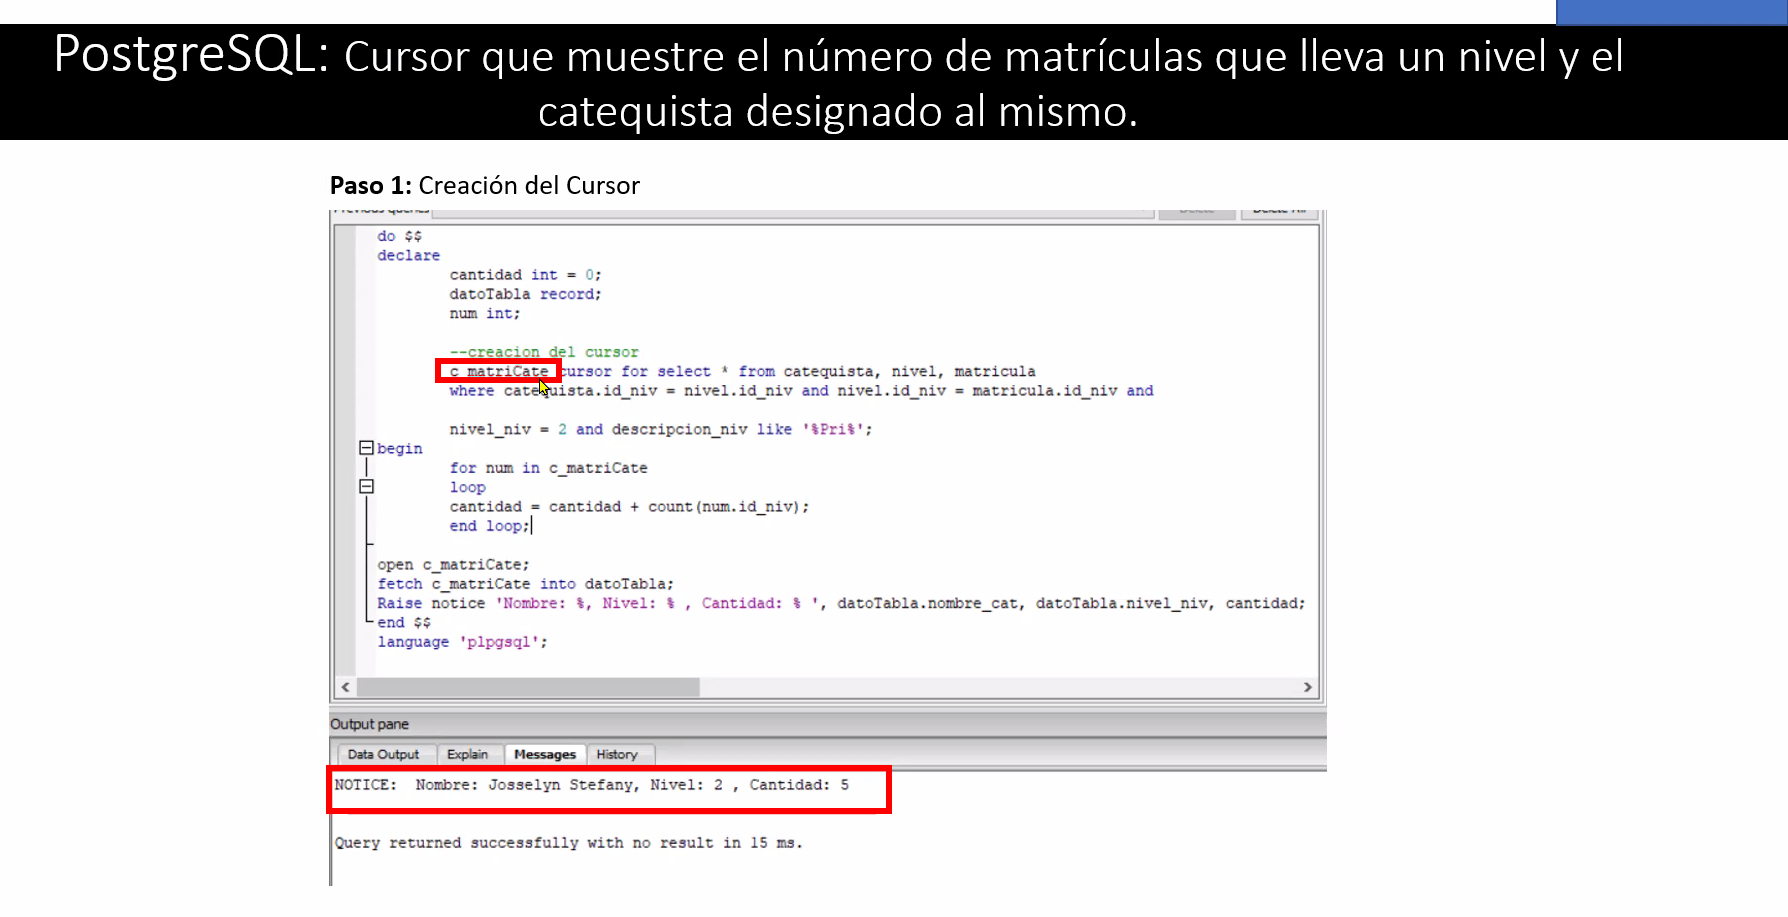 PostgreSQL: Cursor que muestre el número de matrículas que lleva un nivel y el
catequista designado al mismo.
Paso 1: Creación del Cursor
Previous queries Delete Delete All
do $$
declare
cantidad int = 0;
datoTabla record;
num int;
--creacion del cursor
c_matriCate cursor for select * from catequista, nivel, matricula
where catequista.id_niv = nivel.id_niv and nivel.id_niv = matricula.id_niv and
nivel_niv = 2 and descripcion_niv like '%Pri%';
begin
for num in c_matriCate
loop
cantidad = cantidad + count(num.id_niv);
end loop;
open c_matriCate;
fetch c_matriCate into datoTabla;
Raise notice 'Nombre: %, Nivel: % , Cantidad: % ', datoTabla.nombre_cat, datoTabla.nivel_niv, cantidad;
end $$
language 'plpgsql';
Output pane
Data Output Explain Messages History
NOTICE:  Nombre: Josselyn Stefany, Nivel: 2 , Cantidad: 5
Query returned successfully with no result in 15 ms.